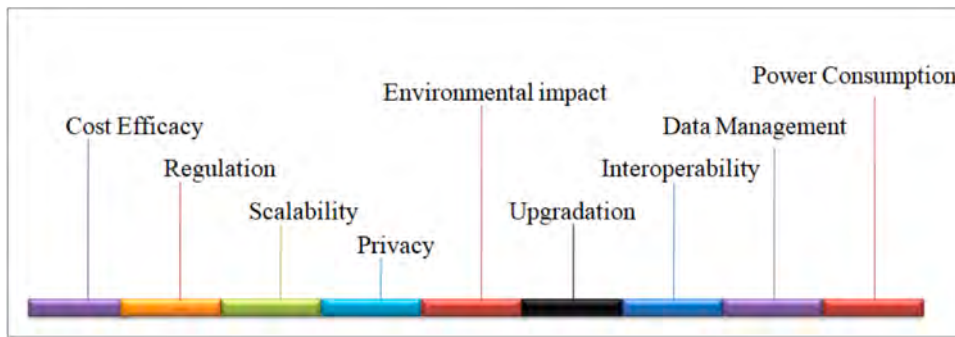 Cost Efficacy
Regulation
Scalability
Privacy
Environmental impact
Upgradation
Interoperability
Data Management
Power Consumption